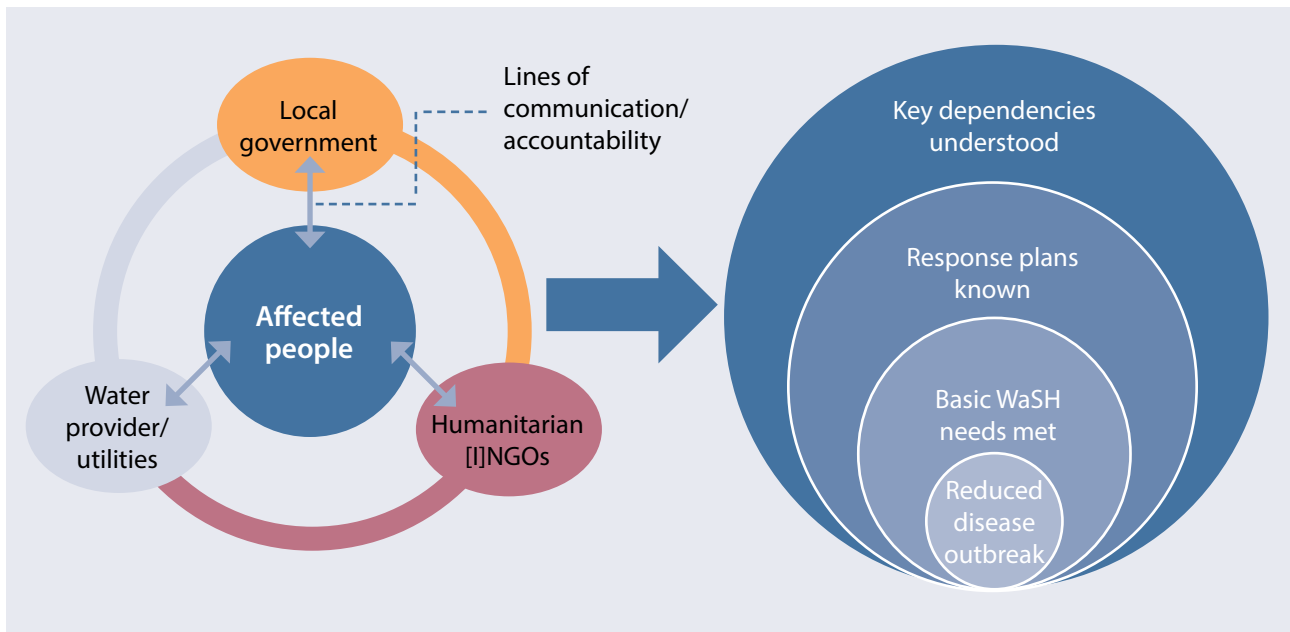 Local
government
Lines of
communication/
accountability
Affected
people
Water
provider/
utilities
Humanitarian
[I]NGOs
Key dependencies
understood
Response plans
known
Basic WaSH
needs met
Reduced
disease
outbreak